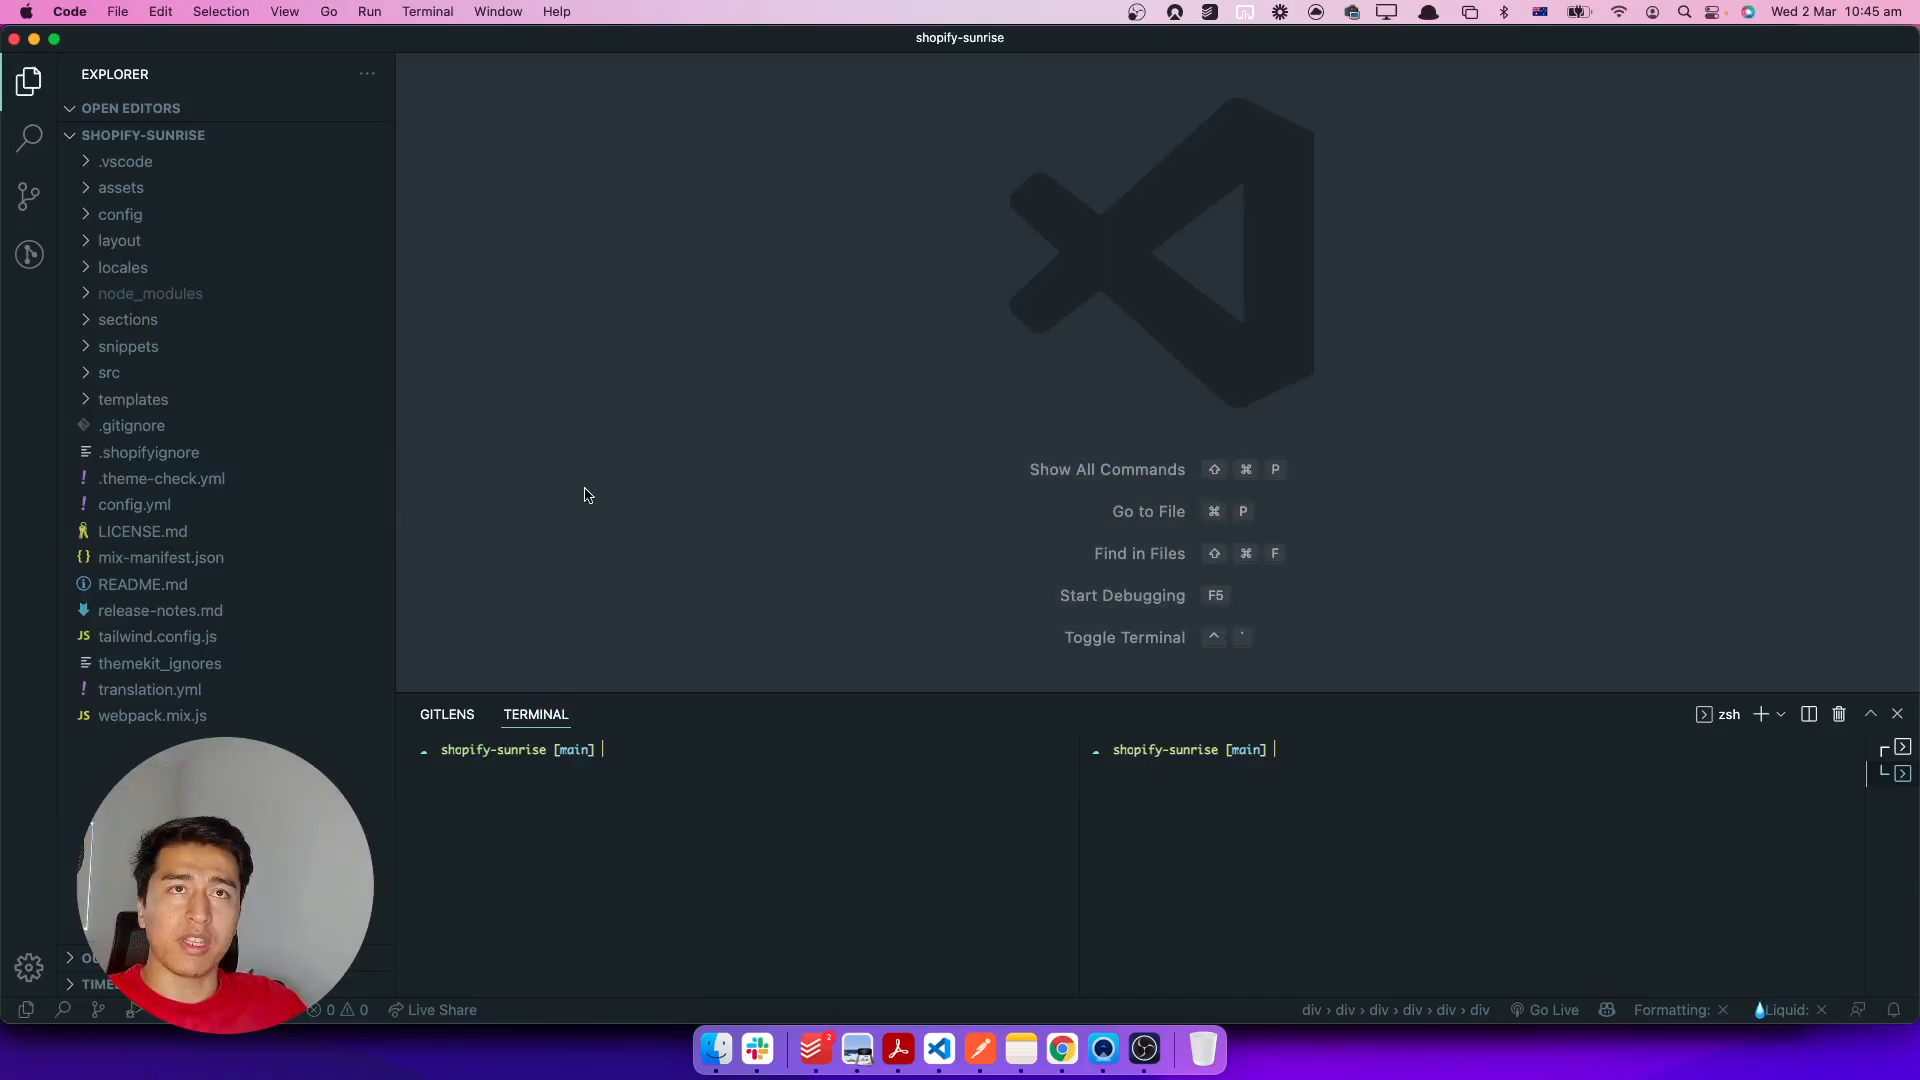 Code File Edit Selection View Go Run Terminal Window Help Wed 2 Mar 10:45 am
shopify-sunrise
EXPLORER
OPEN EDITORS
SHOPIFY-SUNRISE
.vscode
assets
config
layout
locales
node_modules
sections
snippets
src
templates
.gitignore
.shopifyignore
! .theme-check.yml
! config.yml
LICENSE.md
{} mix-manifest.json
README.md
release-notes.md
JS tailwind.config.js
themekit_ignores
! translation.yml
JS webpack.mix.js
OU
TIME
Show All Commands ⇧ ⌘ P
Go to File ⌘ P
Find in Files ⇧ ⌘ F
Start Debugging F5
Toggle Terminal ^ `
GITLENS TERMINAL zsh
shopify-sunrise [main]
shopify-sunrise [main]
0 0 Live Share div › div › div › div › div › div Go Live Formatting: × Liquid: ×
2